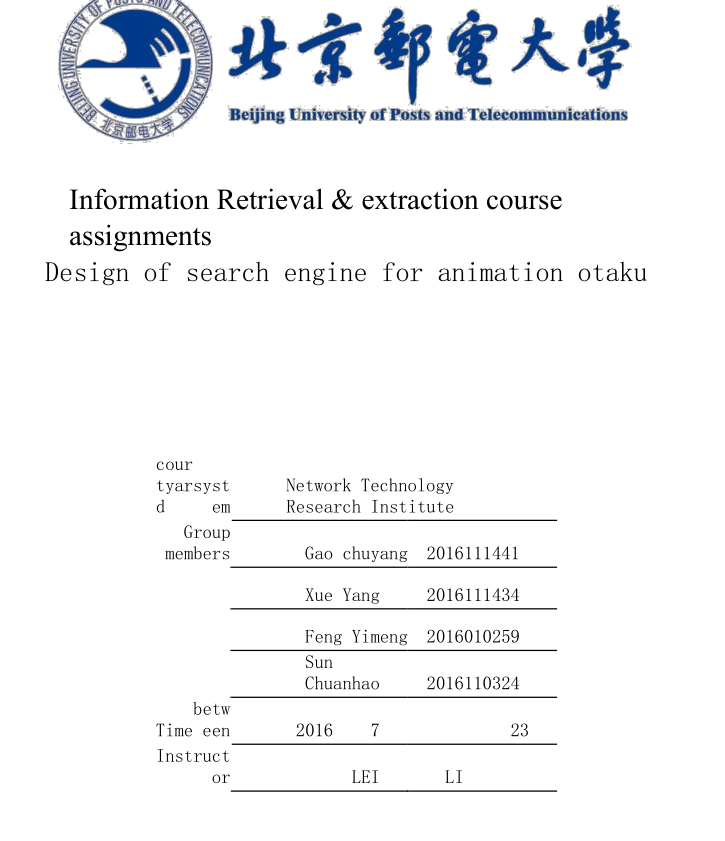 BEIJING UNIVERSITY OF POSTS AND TELECOMMUNICATIONS
北京邮电大学
北京郵電大學
Beijing University of Posts and Telecommunications
Information Retrieval & extraction course
assignments
Design of search engine for animation otaku
cour
tyarsyst Network Technology
d em Research Institute
Group
members Gao chuyang 2016111441
Xue Yang 2016111434
Feng Yimeng 2016010259
Sun
Chuanhao 2016110324
betw
Time een 2016 7 23
Instruct
or LEI LI